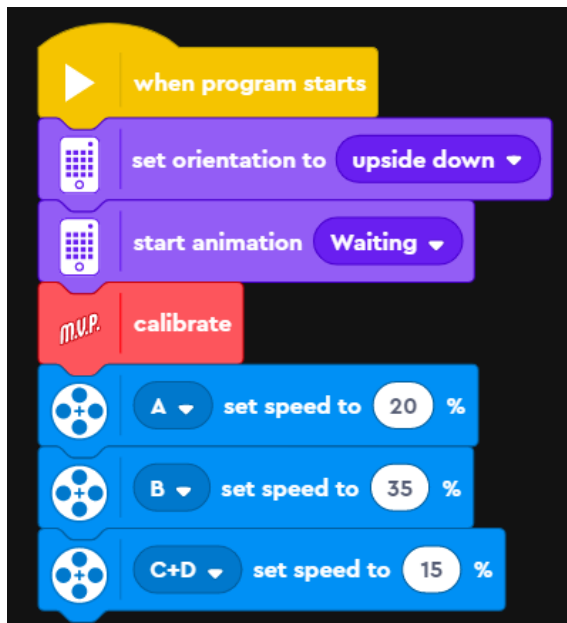 when program starts
set orientation to upside down
start animation Waiting
M.V.P. calibrate
A set speed to 20 %
B set speed to 35 %
C+D set speed to 15 %